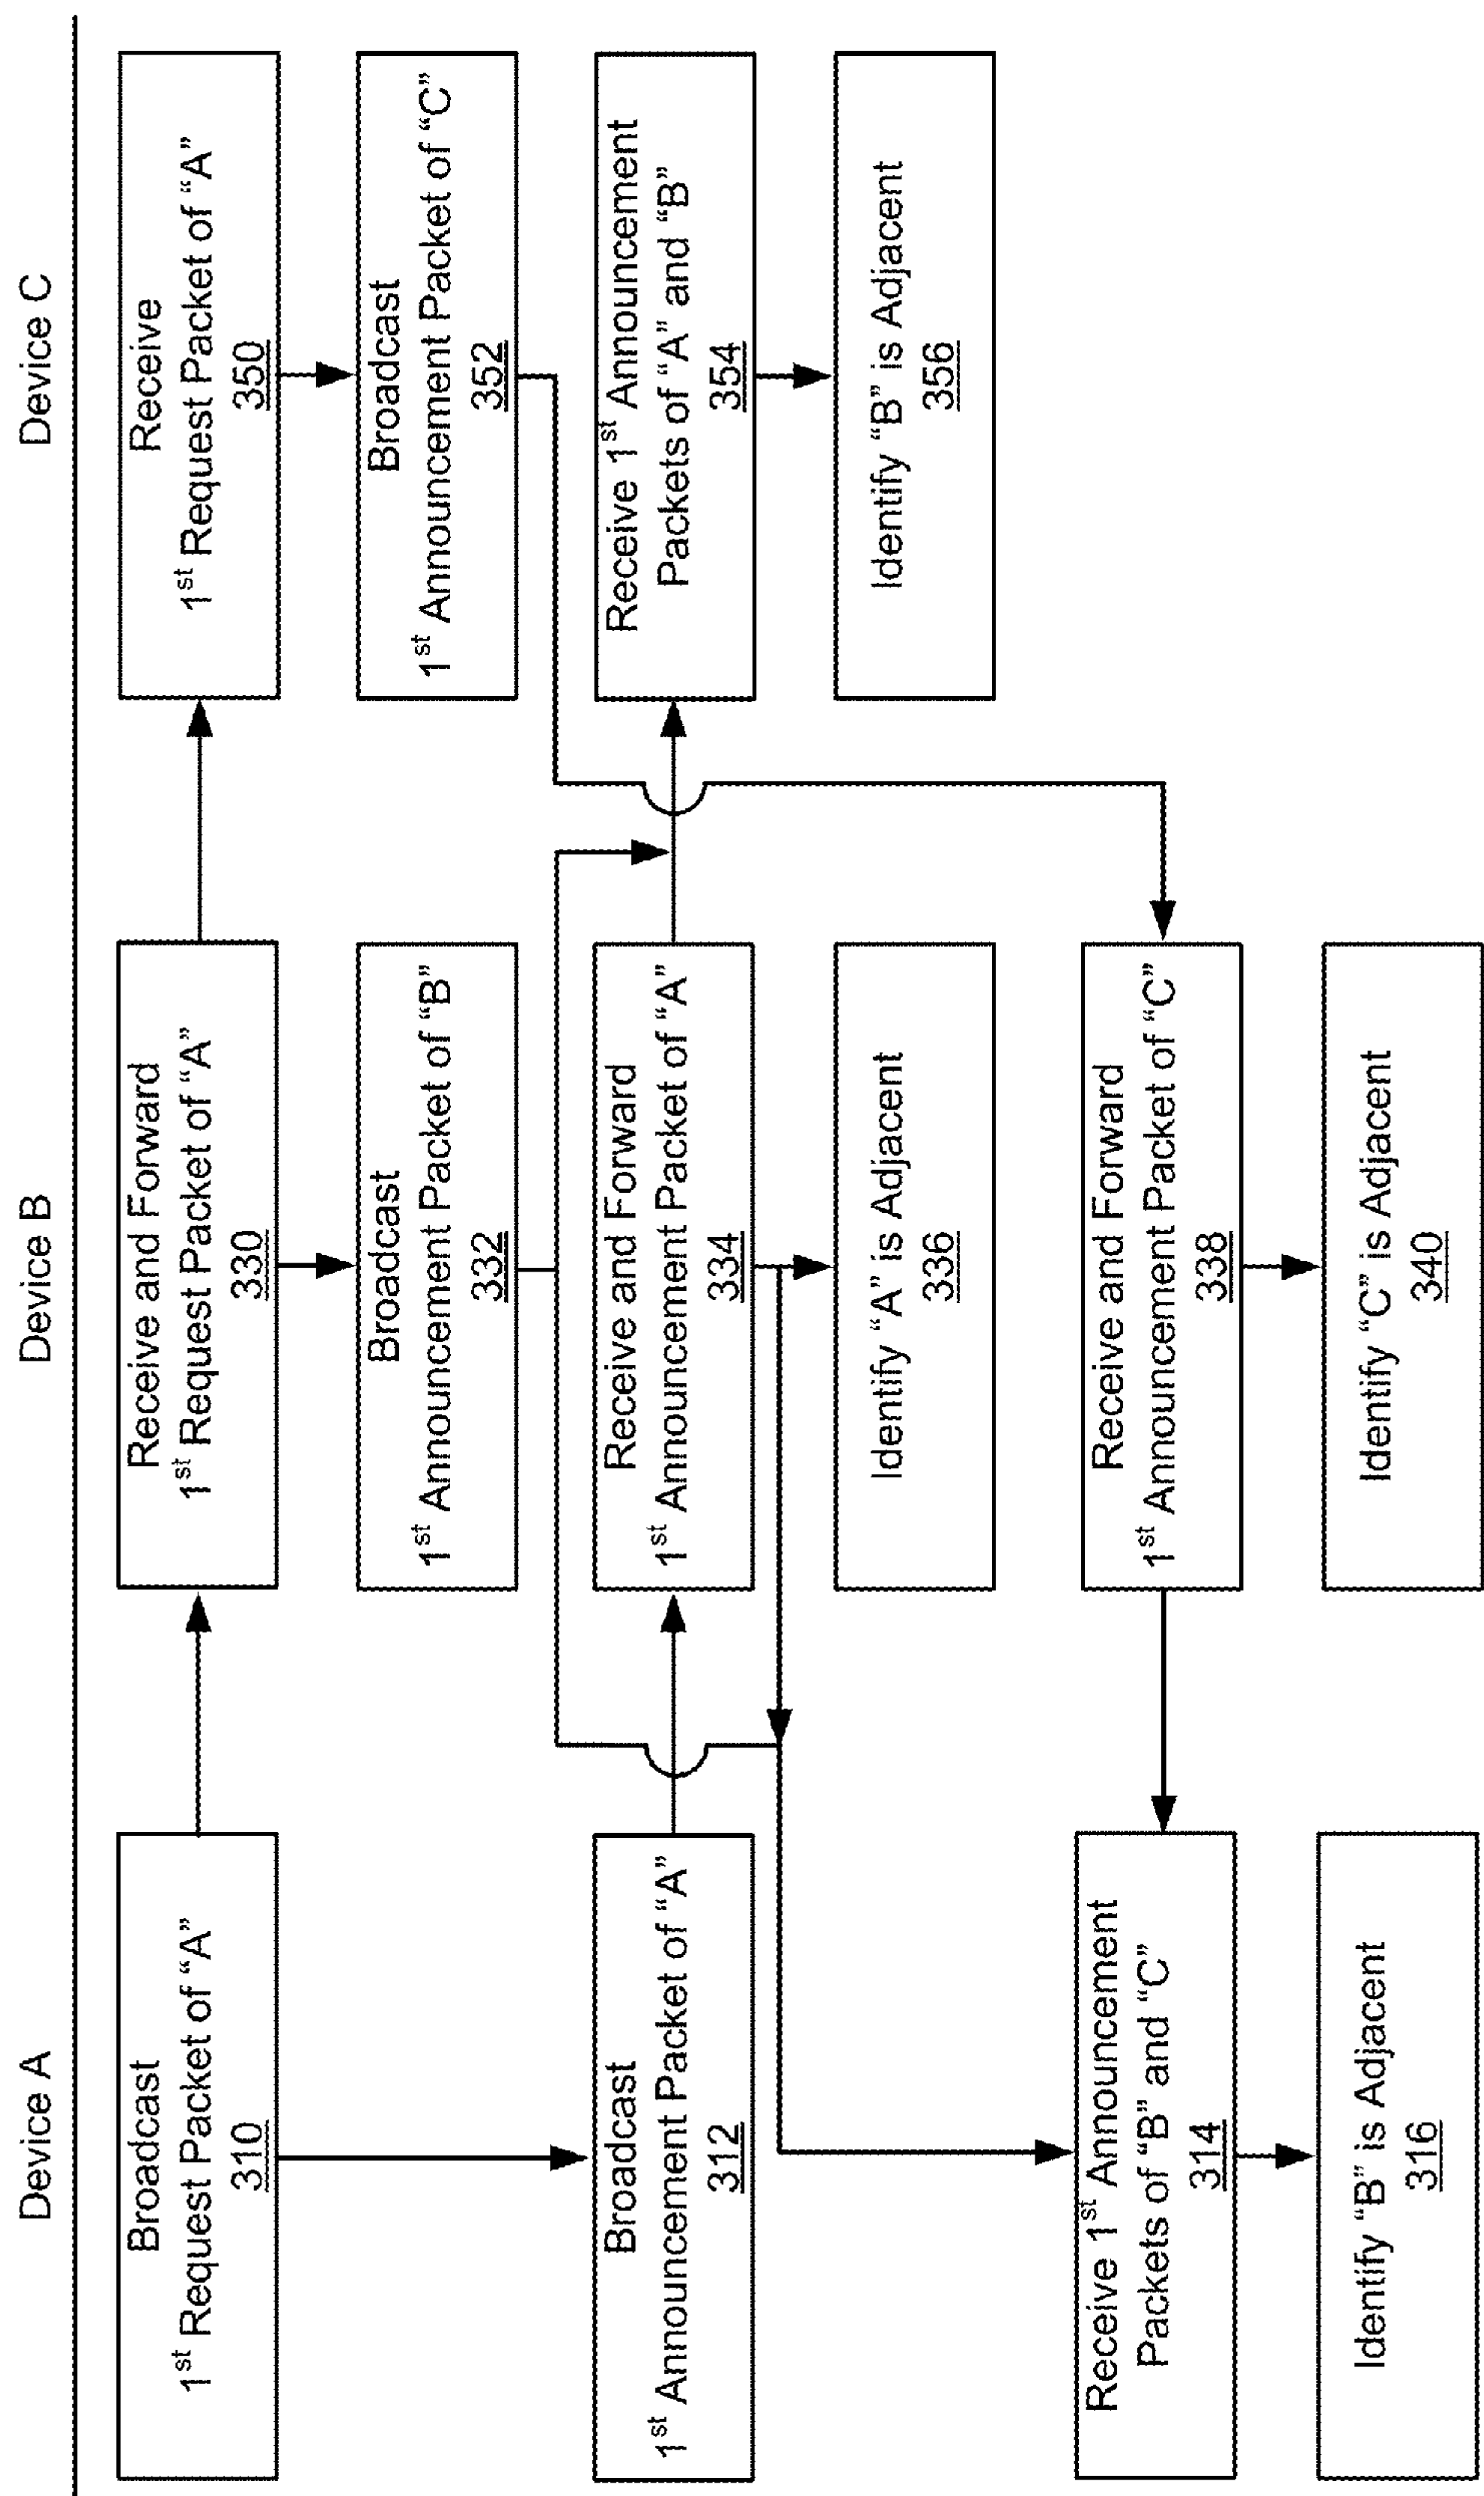 Device A
Device B
Device C
Broadcast
1st Request Packet of “A”
310
Receive and Forward
1st Request Packet of “A”
330
Receive
1st Request Packet of “A”
350
Broadcast
1st Announcement Packet of “B”
332
Broadcast
1st Announcement Packet of “C”
352
Broadcast
1st Announcement Packet of “A”
312
Receive and Forward
1st Announcement Packet of “A”
334
Receive 1st Announcement
Packets of “A” and “B”
354
Identify “A” is Adjacent
336
Identify “B” is Adjacent
356
Receive 1st Announcement
Packets of “B” and “C”
314
Receive and Forward
1st Announcement Packet of “C”
338
Identify “B” is Adjacent
316
Identify “C” is Adjacent
340